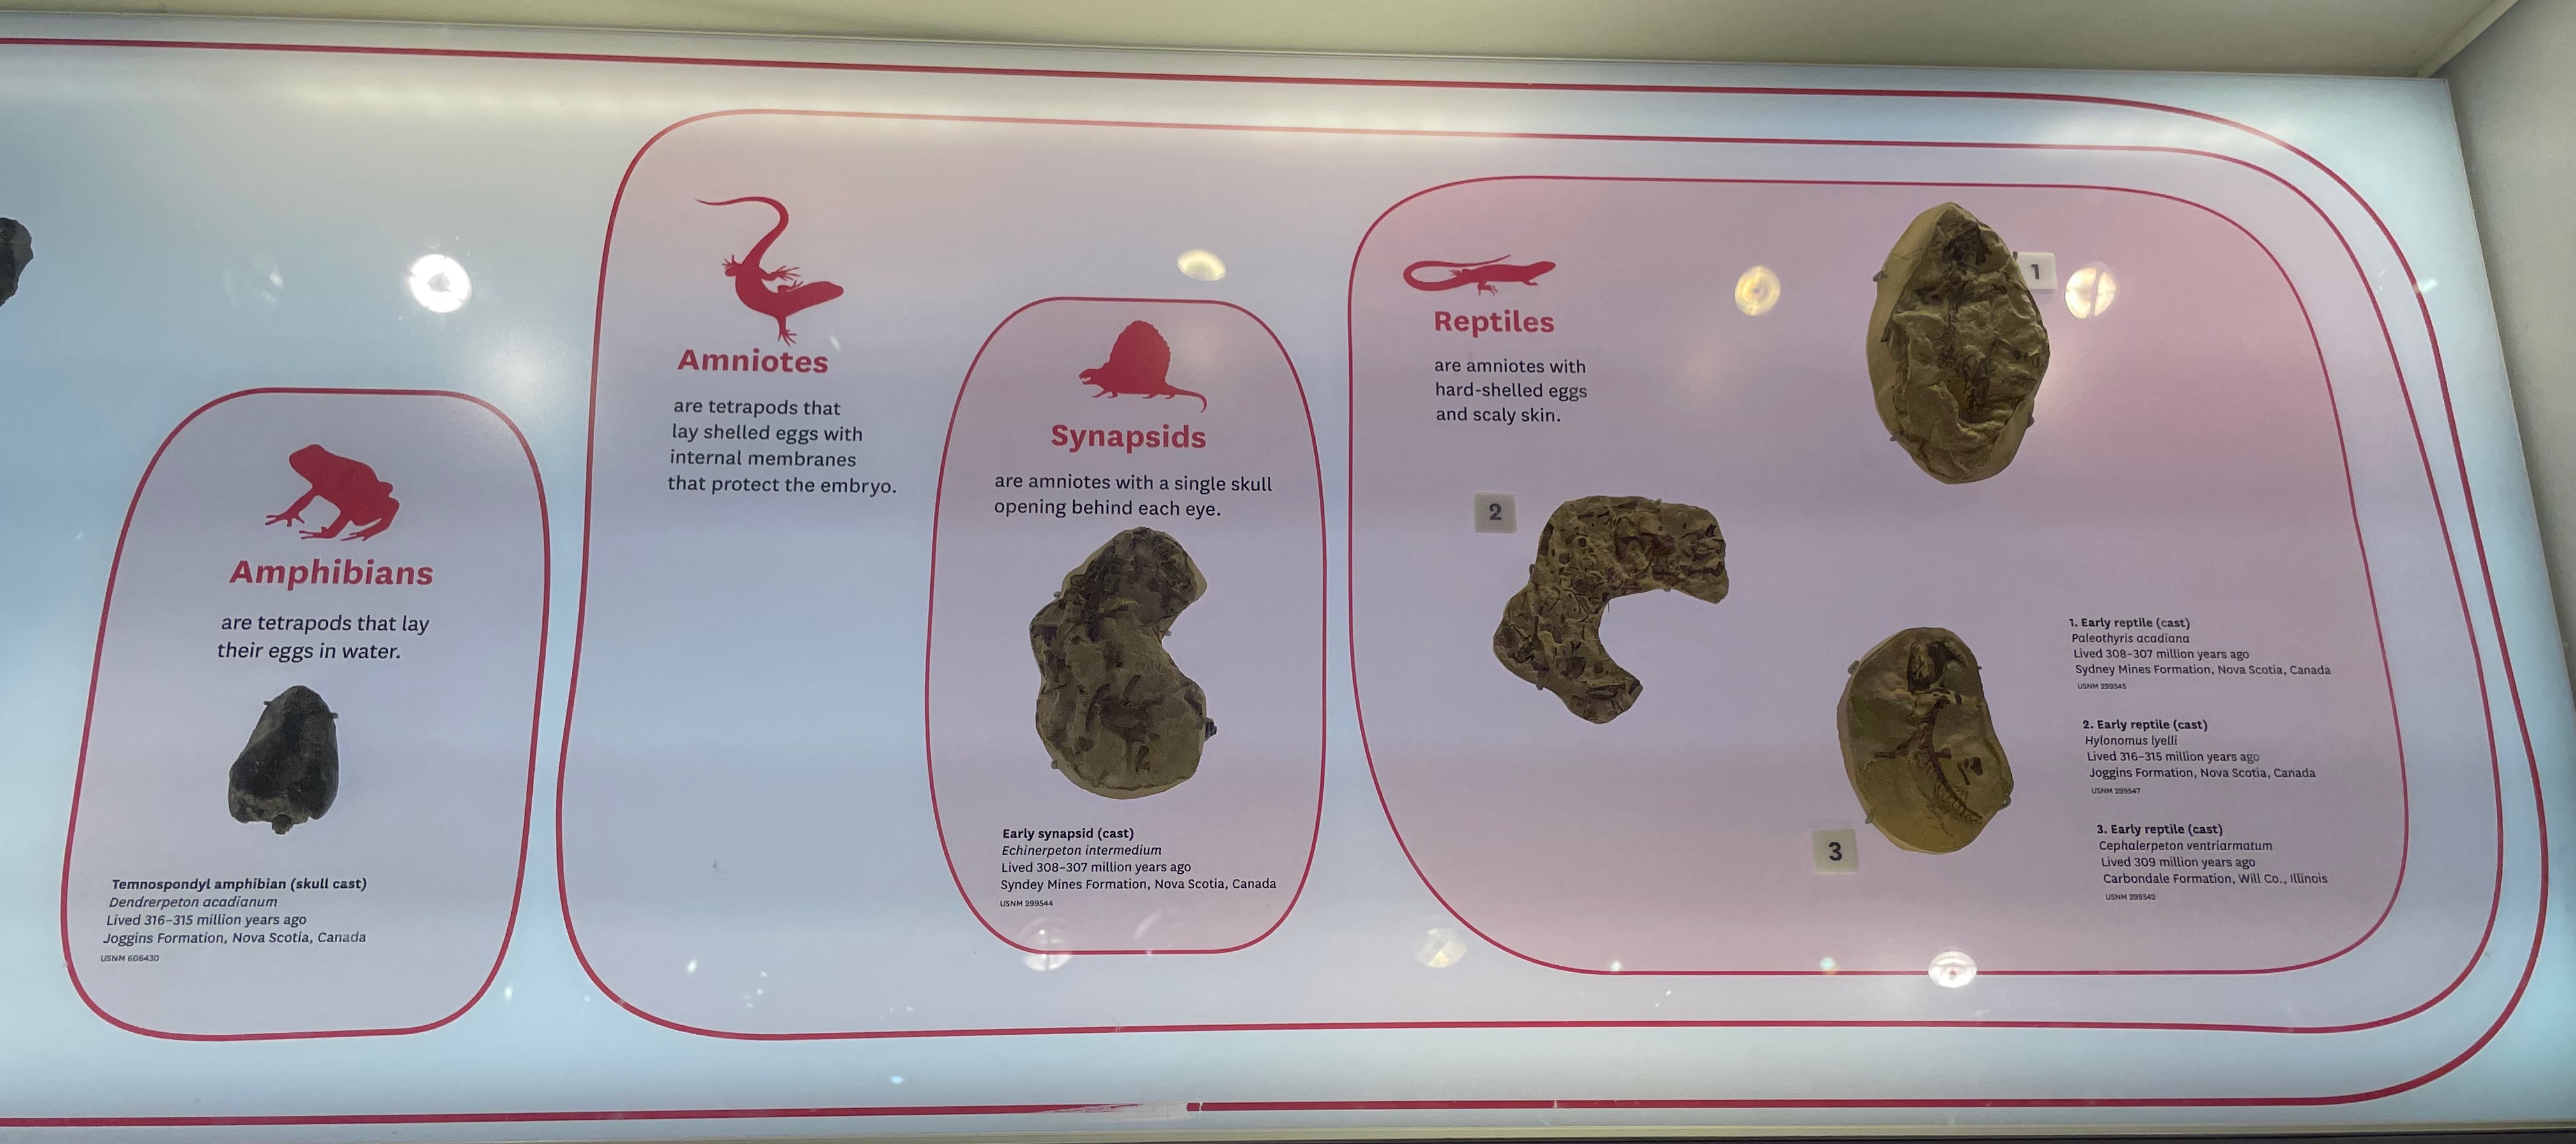 Amphibians
are tetrapods that lay
their eggs in water.
Temnospondyl amphibian (skull cast)
Dendrerpeton acadianum
Lived 316–315 million years ago
Joggins Formation, Nova Scotia, Canada
USNM 606430
Amniotes
are tetrapods that
lay shelled eggs with
internal membranes
that protect the embryo.
Synapsids
are amniotes with a single skull
opening behind each eye.
Early synapsid (cast)
Echinerpeton intermedium
Lived 308–307 million years ago
Syndey Mines Formation, Nova Scotia, Canada
USNM 299544
Reptiles
are amniotes with
hard-shelled eggs
and scaly skin.
1
2
3
1. Early reptile (cast)
Paleothyris acadiana
Lived 308–307 million years ago
Sydney Mines Formation, Nova Scotia, Canada
USNM 299545
2. Early reptile (cast)
Hylonomus lyelli
Lived 316–315 million years ago
Joggins Formation, Nova Scotia, Canada
USNM 299547
3. Early reptile (cast)
Cephalerpeton ventriarmatum
Lived 309 million years ago
Carbondale Formation, Will Co., Illinois
USNM 299542